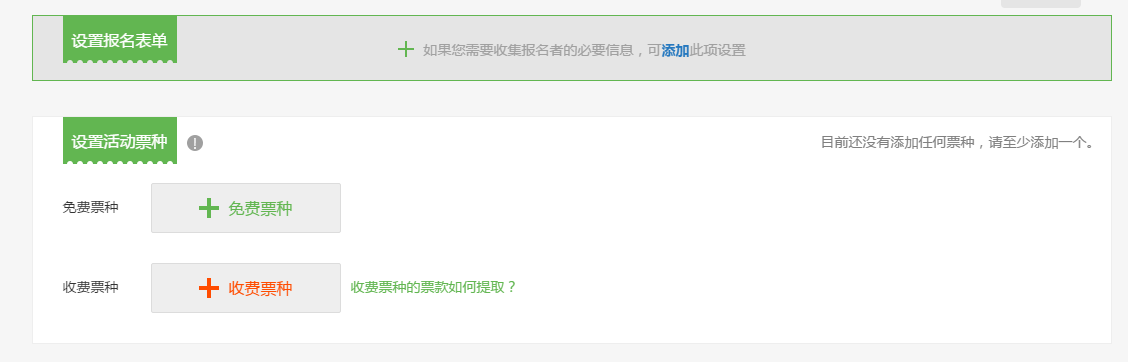 设置报名表单
如果您需要收集报名者的必要信息，可添加此项设置
设置活动票种
目前还没有添加任何票种，请至少添加一个。
免费票种
免费票种
收费票种
收费票种
收费票种的票款如何提取？